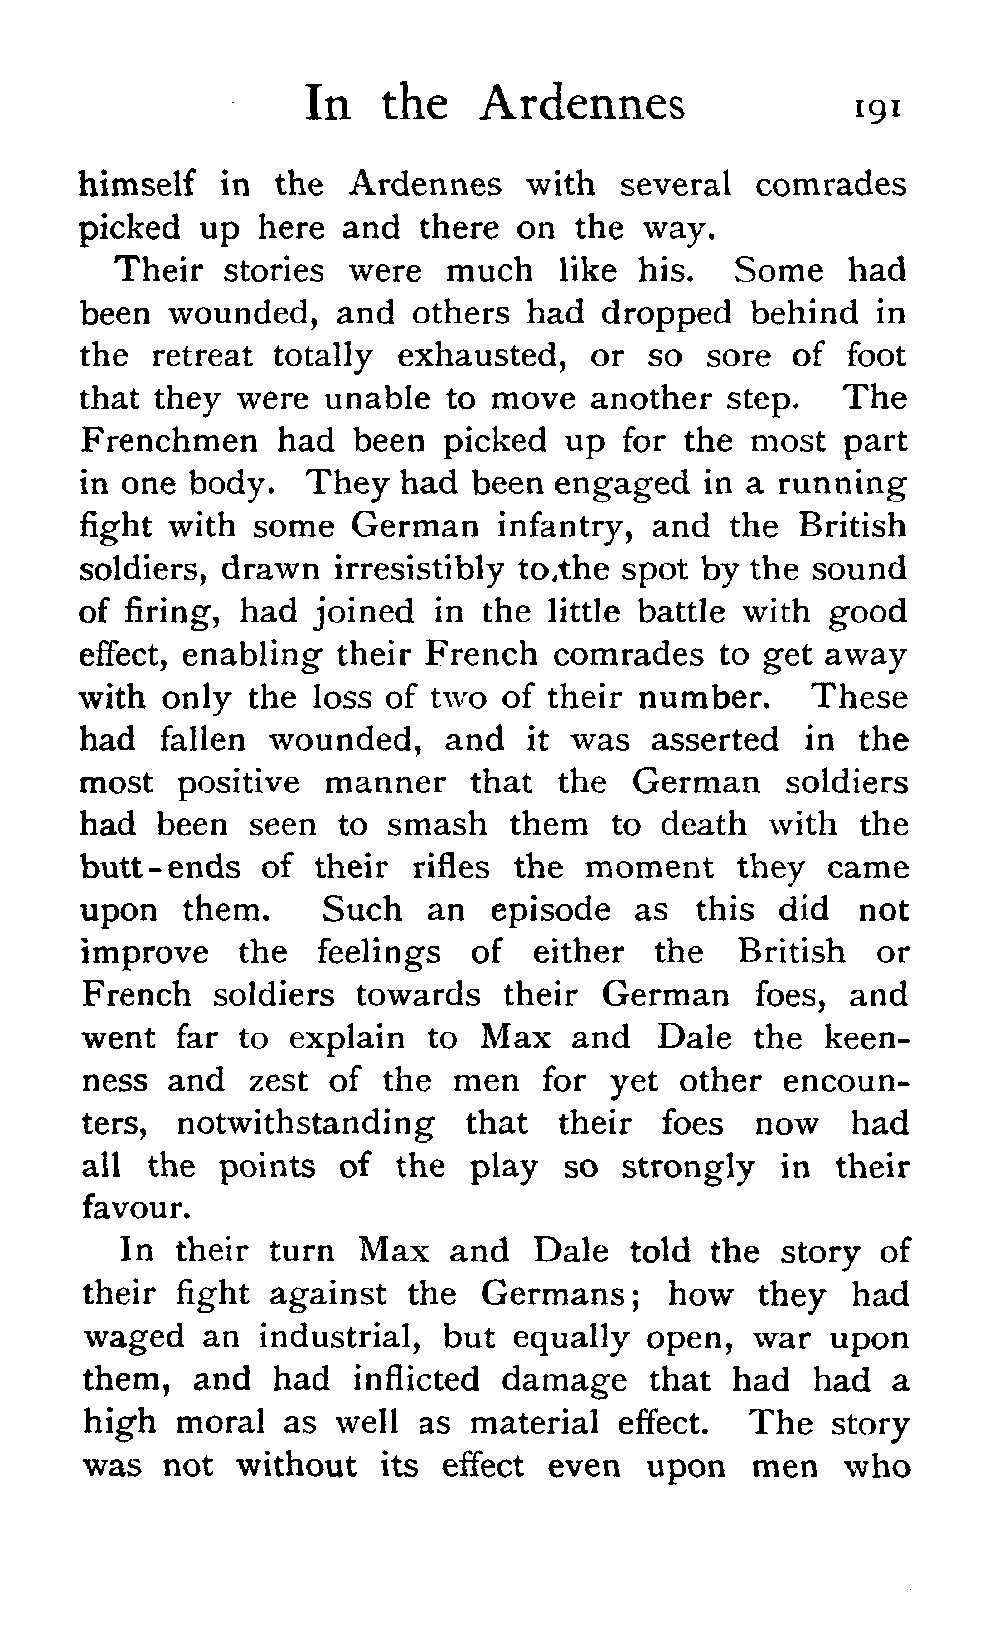 In the Ardennes 191
himself in the Ardennes with several comrades
picked up here and there on the way.
Their stories were much like his. Some had
been wounded, and others had dropped behind in
the retreat totally exhausted, or so sore of foot
that they were unable to move another step. The
Frenchmen had been picked up for the most part
in one body. They had been engaged in a running
fight with some German infantry, and the British
soldiers, drawn irresistibly to,the spot by the sound
of firing, had joined in the little battle with good
effect, enabling their French comrades to get away
with only the loss of two of their number. These
had fallen wounded, and it was asserted in the
most positive manner that the German soldiers
had been seen to smash them to death with the
butt-ends of their rifles the moment they came
upon them. Such an episode as this did not
improve the feelings of either the British or
French soldiers towards their German foes, and
went far to explain to Max and Dale the keen-
ness and zest of the men for yet other encoun-
ters, notwithstanding that their foes now had
all the points of the play so strongly in their
favour.
In their turn Max and Dale told the story of
their fight against the Germans; how they had
waged an industrial, but equally open, war upon
them, and had inflicted damage that had had a
high moral as well as material effect. The story
was not without its effect even upon men who